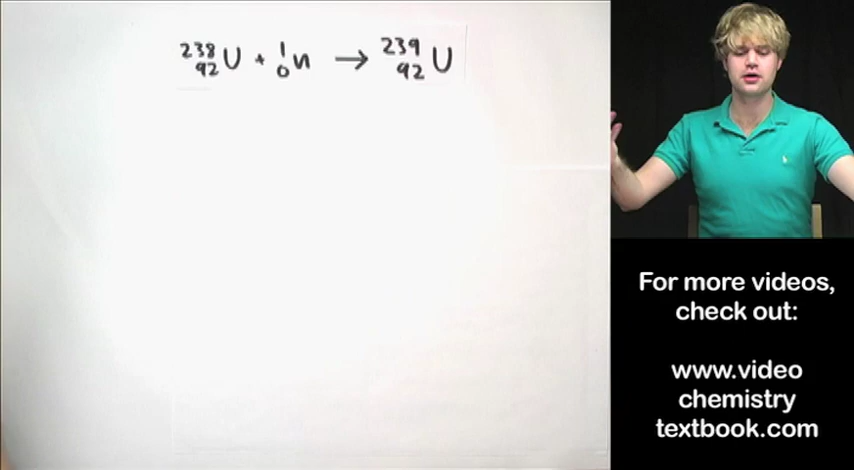 ²³⁸₉₂U + ¹₀n → ²³⁹₉₂U
For more videos,
check out:
www.video
chemistry
textbook.com